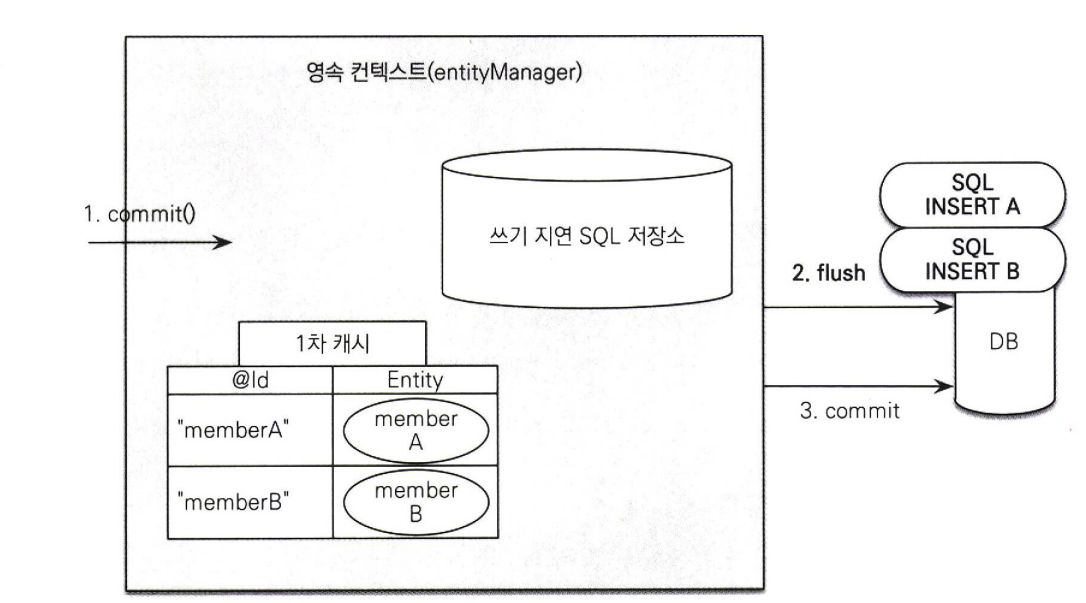 영속 컨텍스트(entityManager)
1. commit()
쓰기 지연 SQL 저장소
SQL
INSERT A
SQL
INSERT B
2. flush
DB
3. commit
1차 캐시
@Id
Entity
"memberA"
member
A
"memberB"
member
B